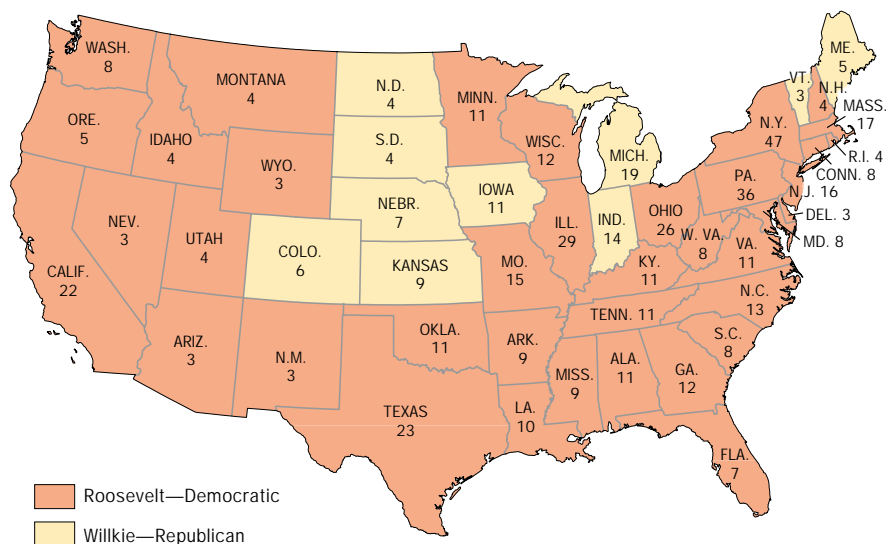 WASH.
8
ORE.
5
IDAHO
4
MONTANA
4
WYO.
3
NEV.
3
UTAH
4
CALIF.
22
ARIZ.
3
N.M.
3
COLO.
6
N.D.
4
S.D.
4
NEBR.
7
KANSAS
9
OKLA.
11
TEXAS
23
MINN.
11
IOWA
11
MO.
15
ARK.
9
LA.
10
WISC.
12
ILL.
29
MICH.
19
IND.
14
OHIO
26
KY.
11
TENN. 11
MISS.
9
ALA.
11
GA.
12
FLA.
7
S.C.
8
N.C.
13
VA.
11
W. VA.
8
PA.
36
N.Y.
47
VT.
3
N.H.
4
ME.
5
MASS.
17
R.I. 4
CONN. 8
N.J. 16
DEL. 3
MD. 8
Roosevelt—Democratic
Willkie—Republican